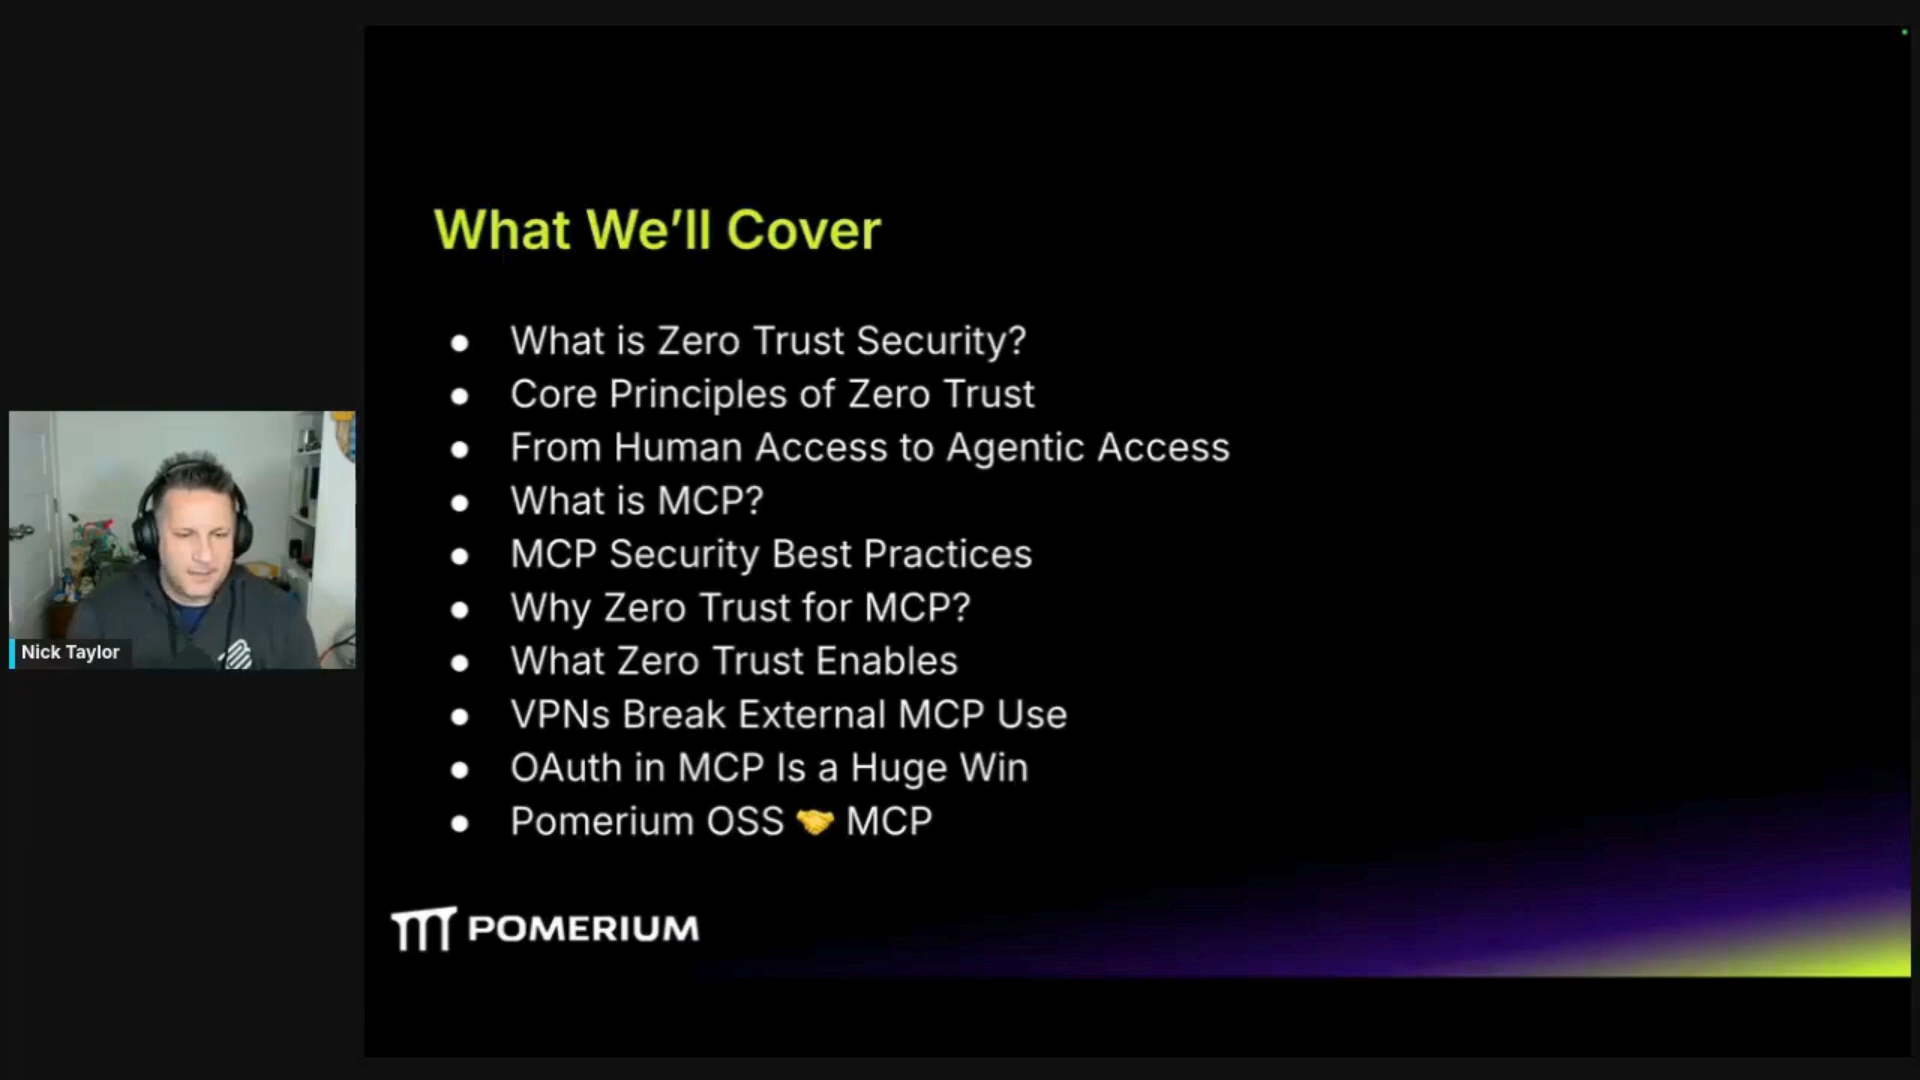 What We’ll Cover
● What is Zero Trust Security?
● Core Principles of Zero Trust
● From Human Access to Agentic Access
● What is MCP?
● MCP Security Best Practices
● Why Zero Trust for MCP?
● What Zero Trust Enables
● VPNs Break External MCP Use
● OAuth in MCP Is a Huge Win
● Pomerium OSS 🤝 MCP
Nick Taylor
POMERIUM